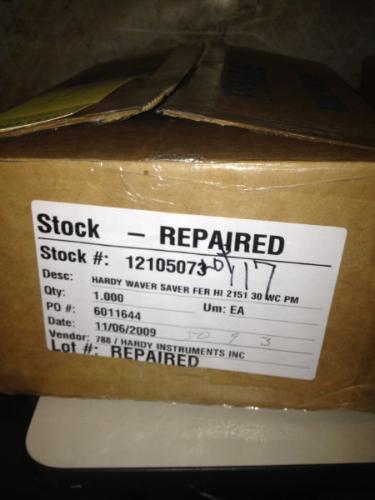 Stock - REPAIRED
Stock #: 12105073
117
Desc: HARDY WAVER SAVER FER HI 2151 30 WC PM
Qty: 1.000 Um: EA
PO #: 6011644
Date: 11/06/2009
Vendor: 788 / HARDY INSTRUMENTS INC
Lot #: REPAIRED